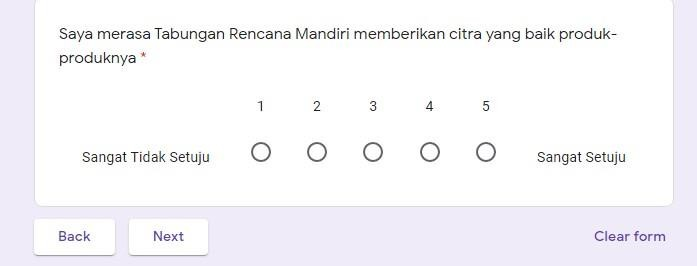 Saya merasa Tabungan Rencana Mandiri memberikan citra yang baik produk-
produknya *
1 2 3 4 5
Sangat Tidak Setuju Sangat Setuju
Back Next Clear form